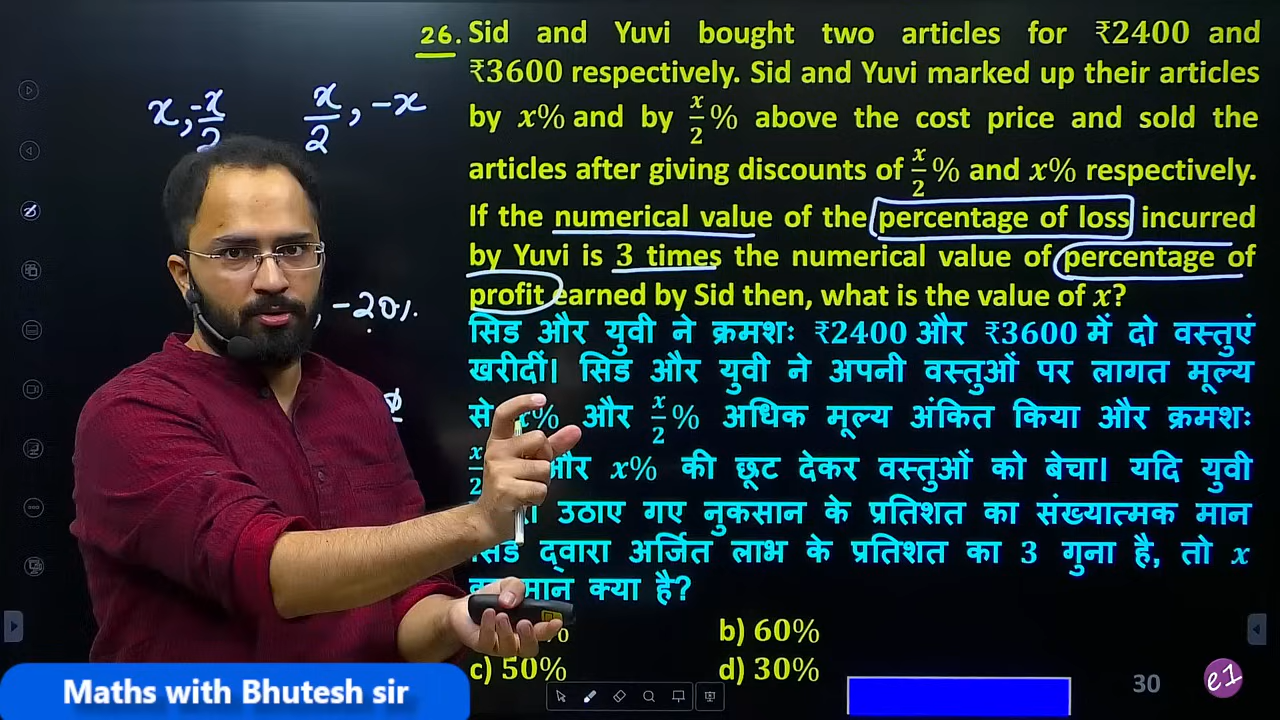 26. Sid and Yuvi bought two articles for ₹2400 and
₹3600 respectively. Sid and Yuvi marked up their articles
by x% and by x/2% above the cost price and sold the
articles after giving discounts of x/2% and x% respectively.
If the numerical value of the percentage of loss incurred
by Yuvi is 3 times the numerical value of percentage of
profit earned by Sid then, what is the value of x?
सिड और युवी ने क्रमशः ₹2400 और ₹3600 में दो वस्तुएं
खरीदीं। सिड और युवी ने अपनी वस्तुओं पर लागत मूल्य
से x% और x/2% अधिक मूल्य अंकित किया और क्रमशः
x/2 और x% की छूट देकर वस्तुओं को बेचा। यदि युवी
उठाए गए नुकसान के प्रतिशत का संख्यात्मक मान
सिड द्वारा अर्जित लाभ के प्रतिशत का 3 गुना है, तो x
मान क्या है?
% b) 60%
c) 50% d) 30%
x, -x/2 x/2, -x
, -20%.
Maths with Bhutesh sir
30
e1